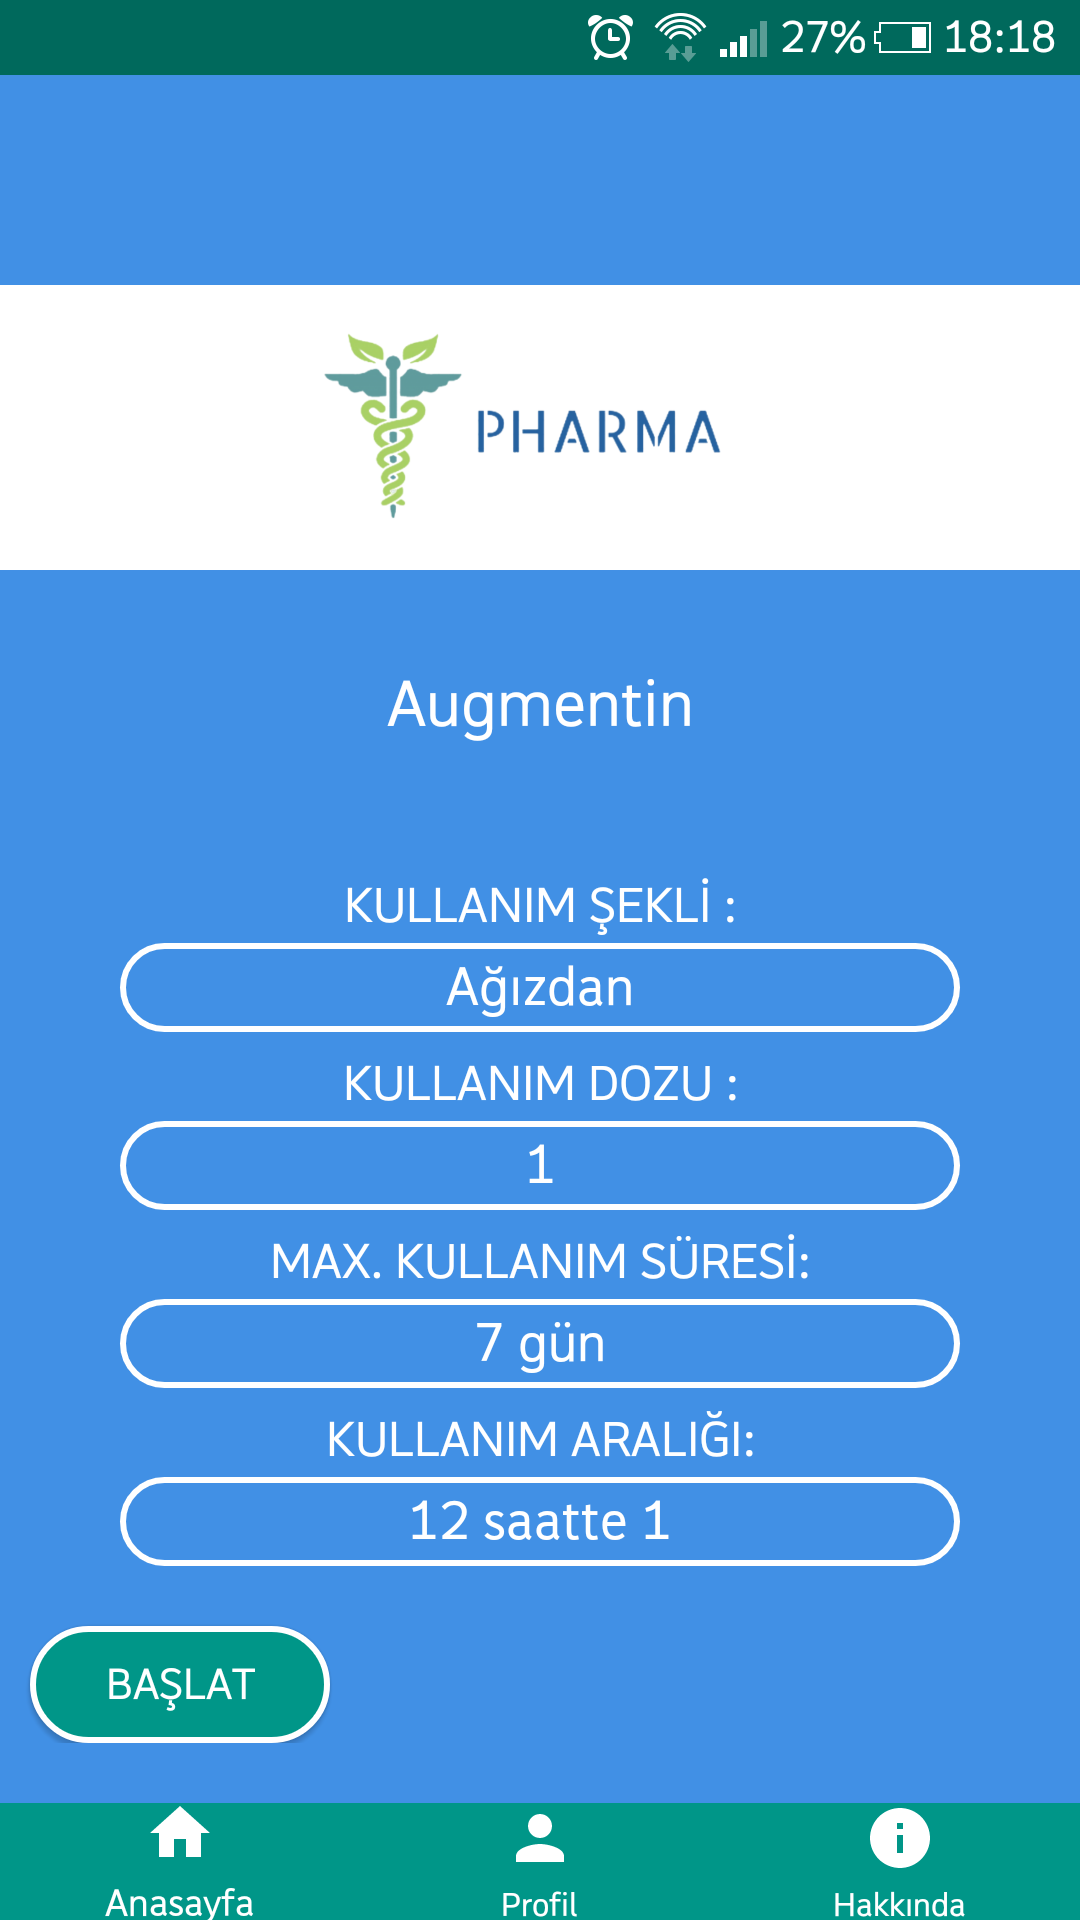 27% 18:18
PHARMA
Augmentin
KULLANIM ŞEKLİ :
Ağızdan
KULLANIM DOZU :
1
MAX. KULLANIM SÜRESİ:
7 gün
KULLANIM ARALIĞI:
12 saatte 1
BAŞLAT
Anasayfa Profil Hakkında